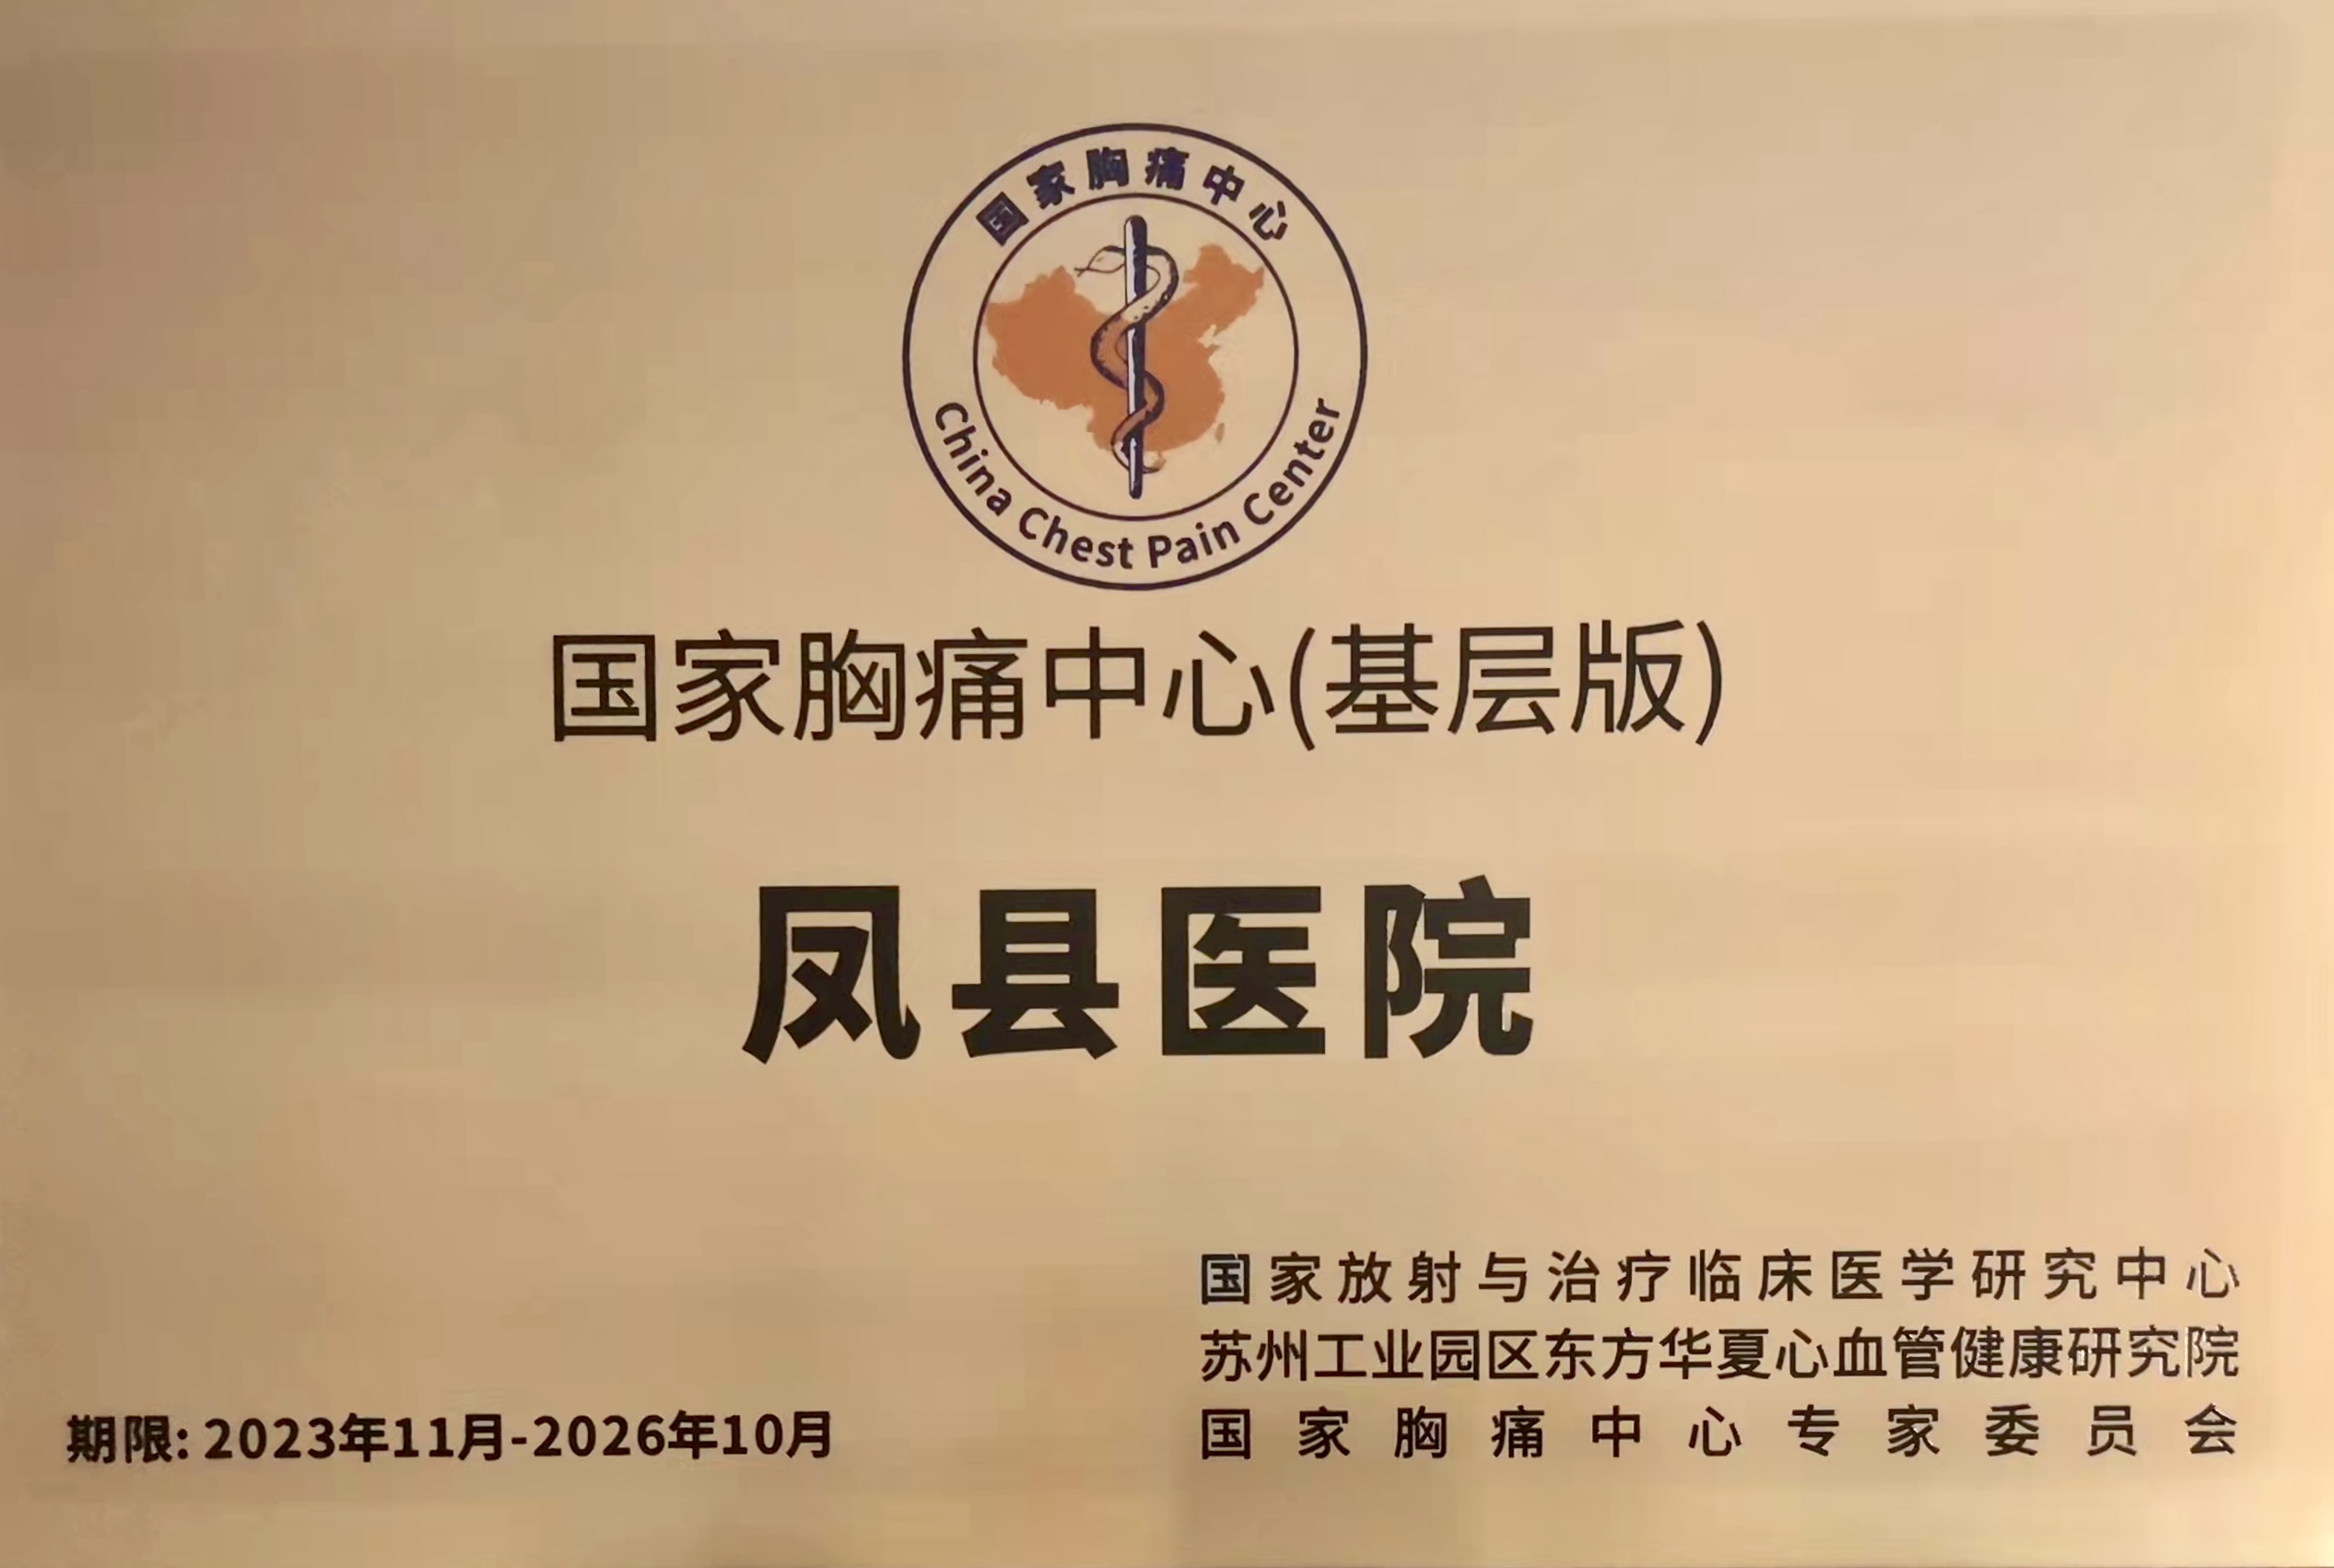 国家胸痛中心
China Chest Pain Center
国家胸痛中心(基层版)
凤县医院
国家放射与治疗临床医学研究中心
苏州工业园区东方华夏心血管健康研究院
期限: 2023年11月-2026年10月
国家胸痛中心专家委员会